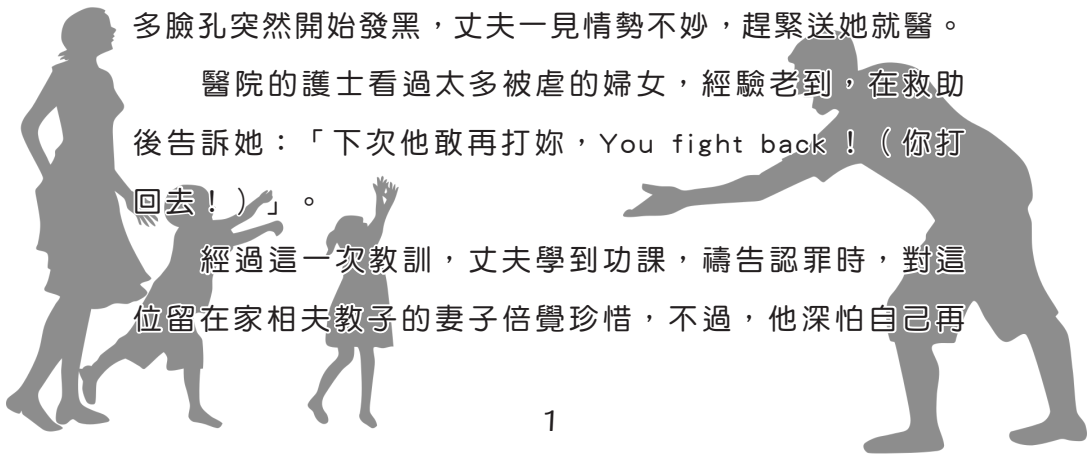 多臉孔突然開始發黑，丈夫一見情勢不妙，趕緊送她就醫。
醫院的護士看過太多被虐的婦女，經驗老到，在救助
後告訴她：「下次他敢再打妳，You fight back！（你打
回去！）」。
經過這一次教訓，丈夫學到功課，禱告認罪時，對這
位留在家相夫教子的妻子倍覺珍惜，不過，他深怕自己再
1